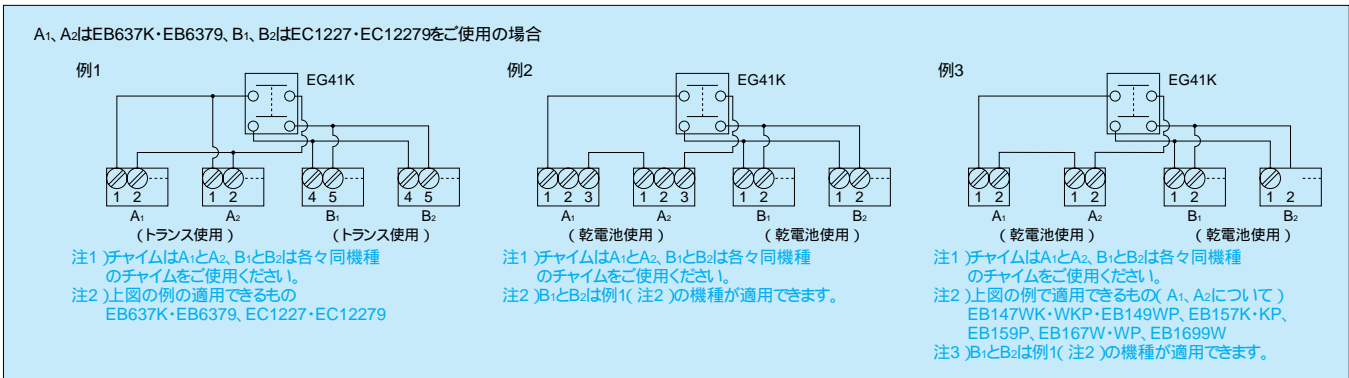 A₁、A₂はEB637K・EB6379、B₁、B₂はEC1227・EC12279をご使用の場合
例1
EG41K
1 2
1 2
4 5
4 5
A₁
A₂
B₁
B₂
(トランス使用)
(トランス使用)
注1)チャイムはA₁とA₂、B₁とB₂は各々同機種
のチャイムをご使用ください。
注2)上図の例の適用できるもの
EB637K・EB6379、EC1227・EC12279
例2
EG41K
1 2 3
1 2 3
1 2
1 2
A₁
A₂
B₁
B₂
(乾電池使用)
(乾電池使用)
注1)チャイムはA₁とA₂、B₁とB₂は各々同機種
のチャイムをご使用ください。
注2)B₁とB₂は例1(注2)の機種が適用できます。
例3
EG41K
1 2
1 2
1 2
1 2
A₁
A₂
B₁
B₂
(乾電池使用)
(乾電池使用)
注1)チャイムはA₁とA₂、B₁とB₂は各々同機種
のチャイムをご使用ください。
注2)上図の例で適用できるもの(A₁、A₂について)
EB147WK・WKP・EB149WP、EB157K・KP、
EB159P、EB167W・WP、EB1699W
注3)B₁とB₂は例1(注2)の機種が適用できます。